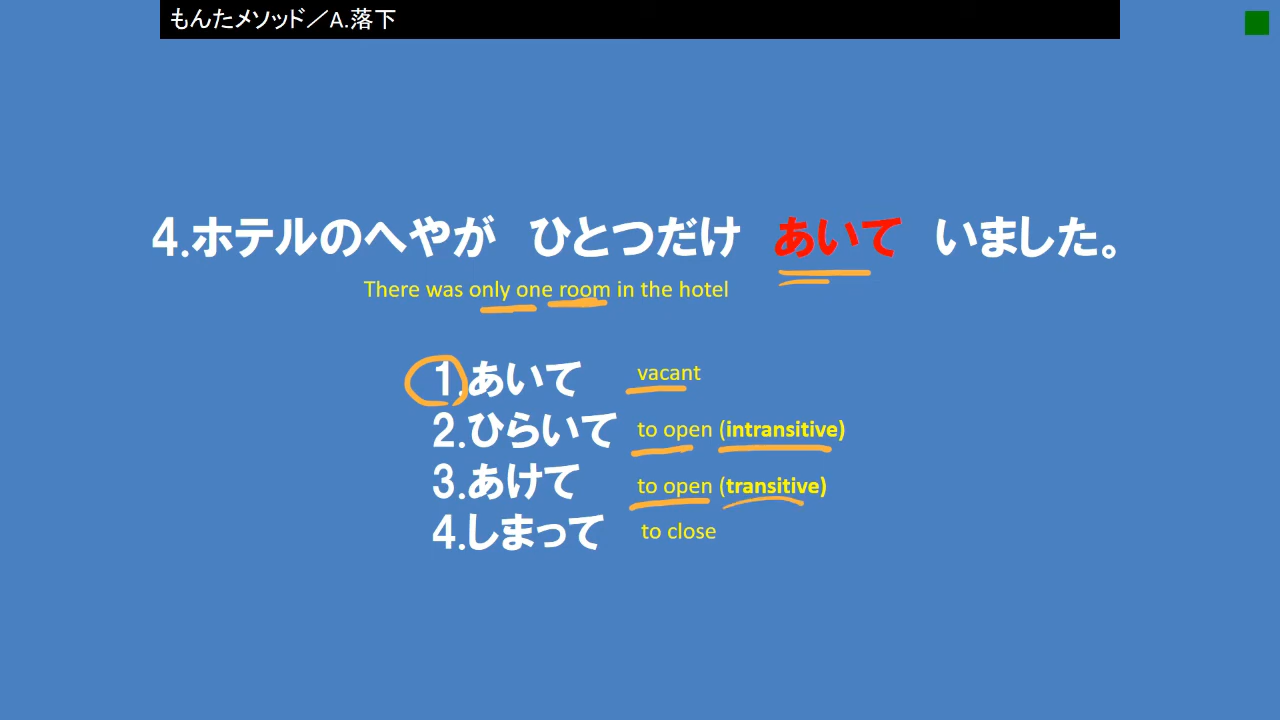 もんたメソッド／A.落下
4.ホテルのへやが　ひとつだけ　あいて　いました。
There was only one room in the hotel
1.あいて vacant
2.ひらいて to open (intransitive)
3.あけて to open (transitive)
4.しまって to close